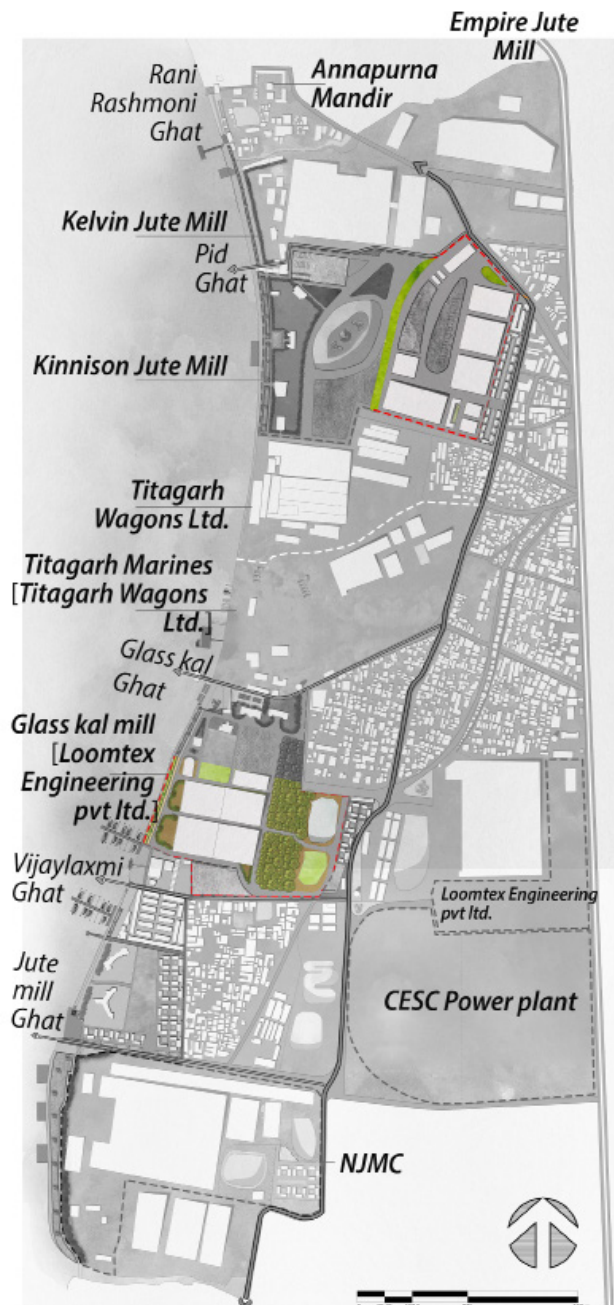 Empire Jute
Mill
Rani
Rashmoni
Ghat
Annapurna
Mandir
Kelvin Jute Mill
Pid
Ghat
Kinnison Jute Mill
Titagarh
Wagons Ltd.
Titagarh Marines
[Titagarh Wagons
Ltd.]
Glass kal
Ghat
Glass kal mill
[Loomtex
Engineering
pvt ltd.]
Vijaylaxmi
Ghat
Loomtex Engineering
pvt ltd.
Jute
mill
Ghat
CESC Power plant
NJMC